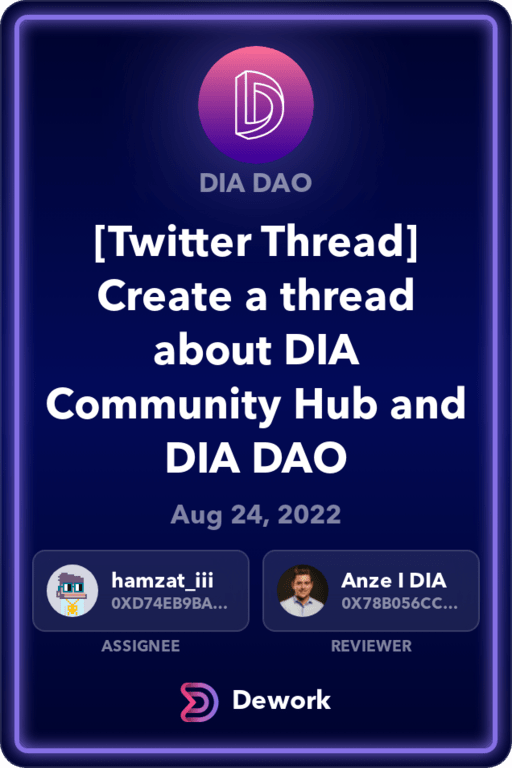 DIA DAO
[Twitter Thread]
Create a thread
about DIA
Community Hub and
DIA DAO
Aug 24, 2022
hamzat_iii
0XD74EB9BA...
Anze I DIA
0X78B056CC...
ASSIGNEE
REVIEWER
Dework